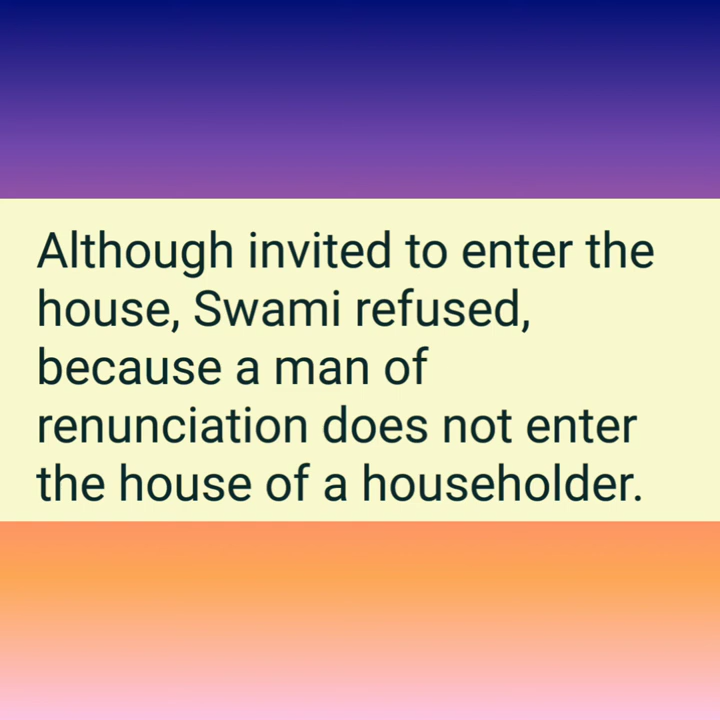 Although invited to enter the
house, Swami refused,
because a man of
renunciation does not enter
the house of a householder.